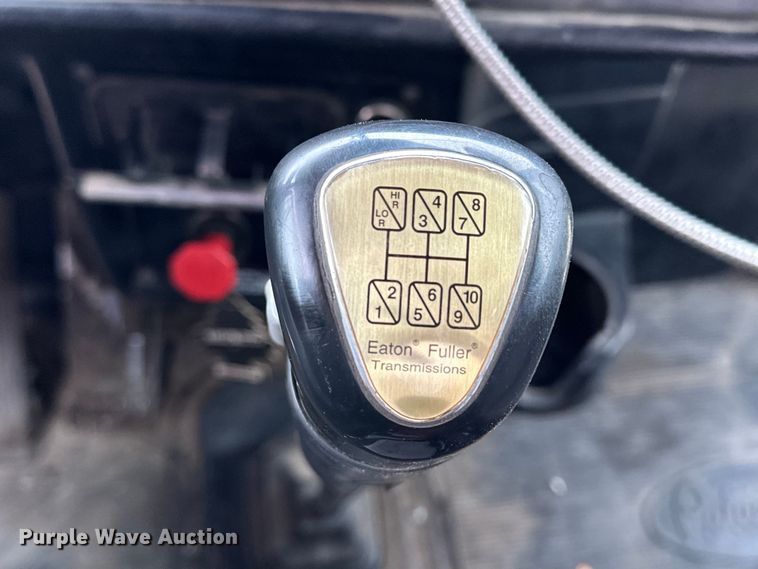 HI
R
LO
R
4
3
8
7
2
1
6
5
10
9
Eaton® Fuller®
Transmissions
Purple Wave Auction